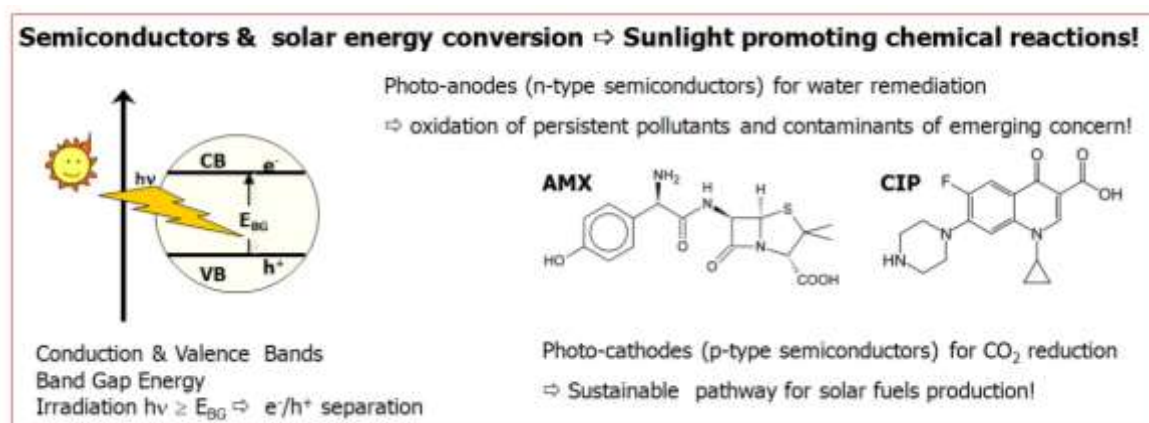 Semiconductors & solar energy conversion ⇨ Sunlight promoting chemical reactions!
Photo-anodes (n-type semiconductors) for water remediation
⇨ oxidation of persistent pollutants and contaminants of emerging concern!
hν
CB
e⁻
E_BG
VB
h⁺
AMX
NH₂
H
N
H
S
O
N
O
HO
COOH
CIP
O
O
F
OH
N
N
HN
Conduction & Valence Bands
Band Gap Energy
Irradiation hν ≥ E_BG ⇨ e⁻/h⁺ separation
Photo-cathodes (p-type semiconductors) for CO₂ reduction
⇨ Sustainable pathway for solar fuels production!